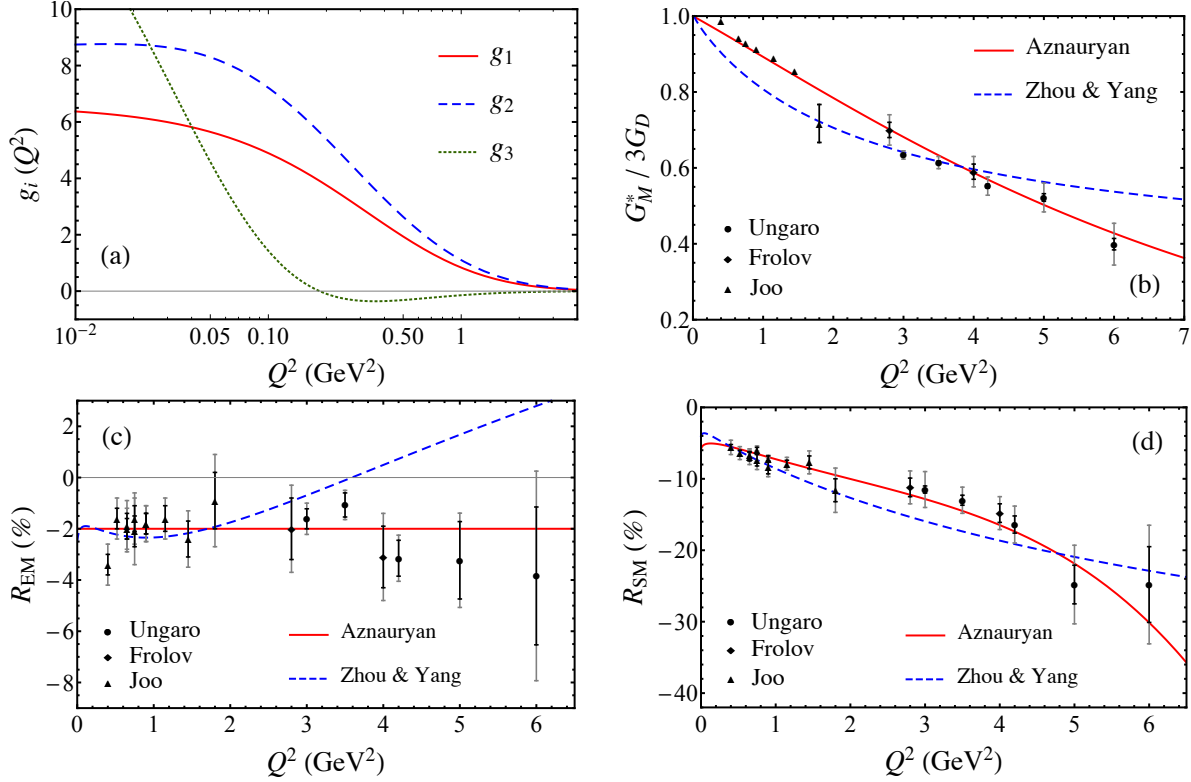 10
8
6
4
2
0
g_i (Q^2)
g_1
g_2
g_3
(a)
10^{-2} 0.05 0.10 0.50 1
Q^2 (GeV^2)
1.0
0.8
0.6
0.4
0.2
G_M^* / 3G_D
Aznauryan
Zhou & Yang
Ungaro
Frolov
Joo
(b)
0 1 2 3 4 5 6 7
Q^2 (GeV^2)
2
0
−2
−4
−6
−8
R_EM (%)
(c)
Ungaro
Frolov
Joo
Aznauryan
Zhou & Yang
0 1 2 3 4 5 6
Q^2 (GeV^2)
0
−10
−20
−30
−40
R_SM (%)
(d)
Ungaro
Frolov
Joo
Aznauryan
Zhou & Yang
0 1 2 3 4 5 6
Q^2 (GeV^2)